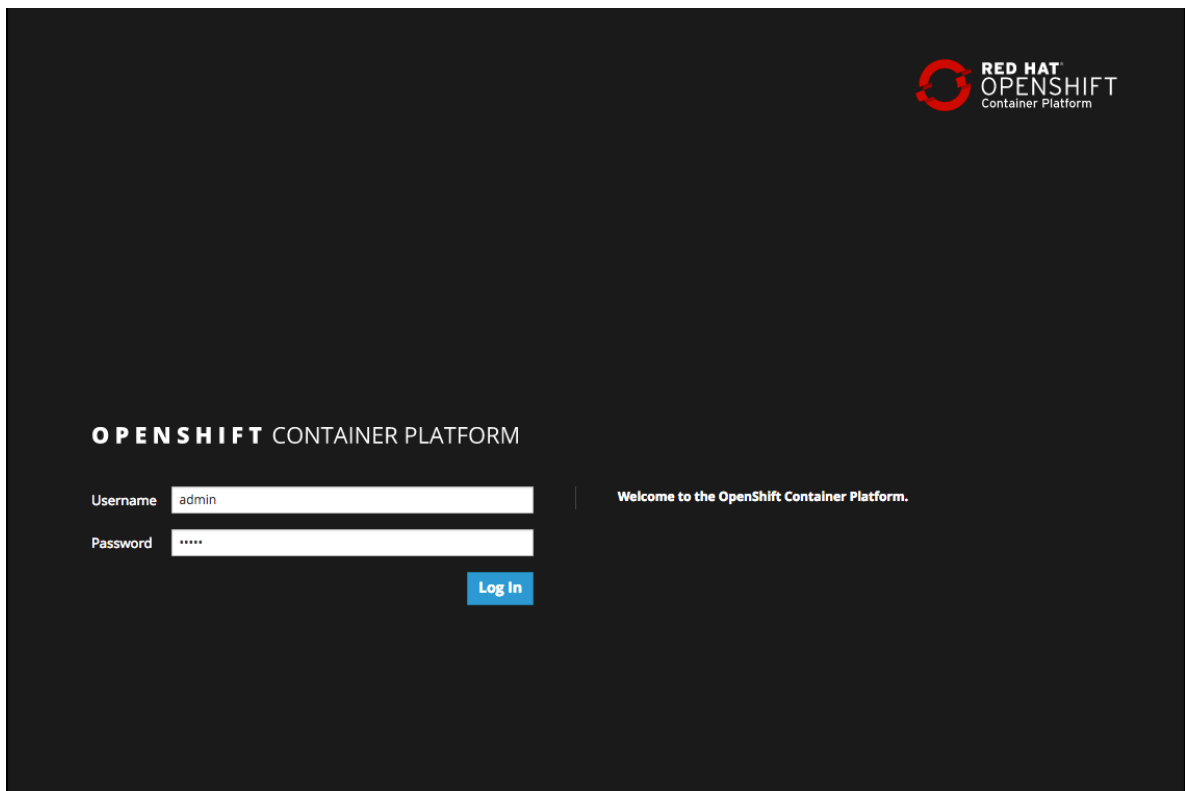 RED HAT
OPENSHIFT
Container Platform
OPENSHIFT CONTAINER PLATFORM
Username admin
Welcome to the OpenShift Container Platform.
Password •••••
Log In